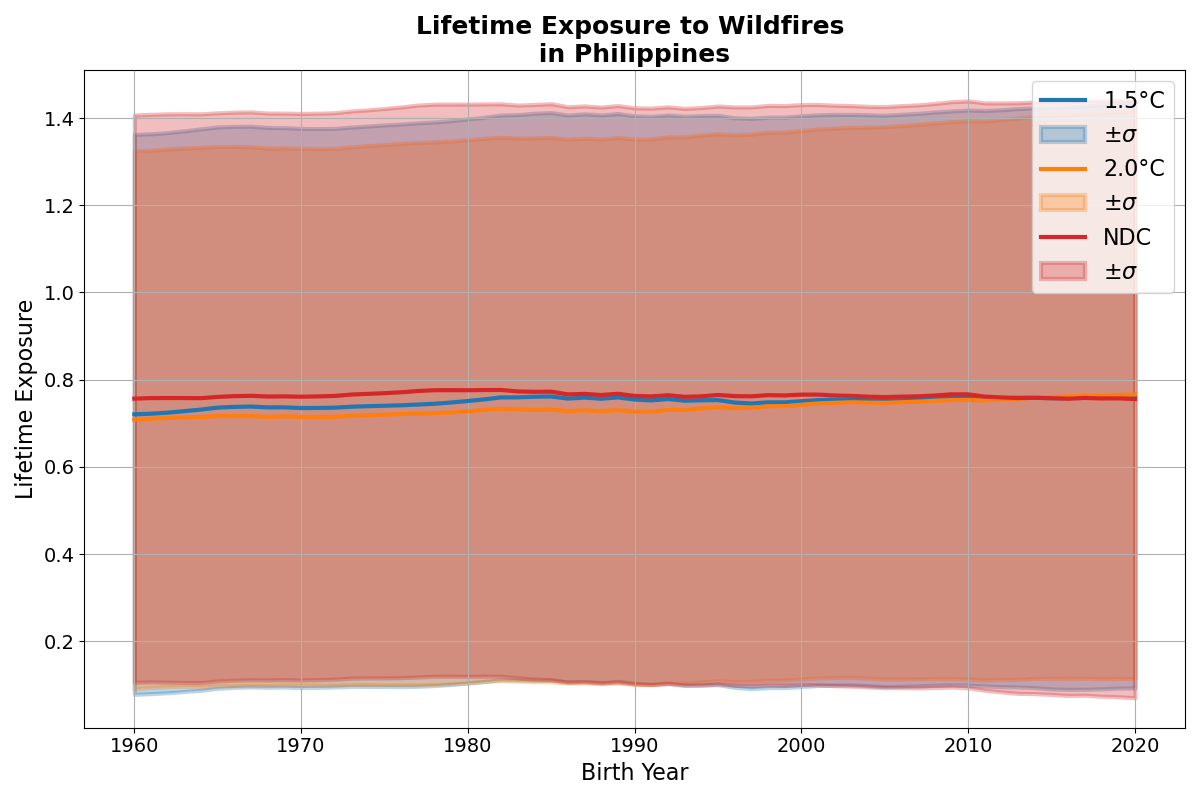 Lifetime Exposure to Wildfires
in Philippines
Lifetime Exposure
1.4
1.2
1.0
0.8
0.6
0.4
0.2
1.5°C
±σ
2.0°C
±σ
NDC
±σ
1960
1970
1980
1990
2000
2010
2020
Birth Year